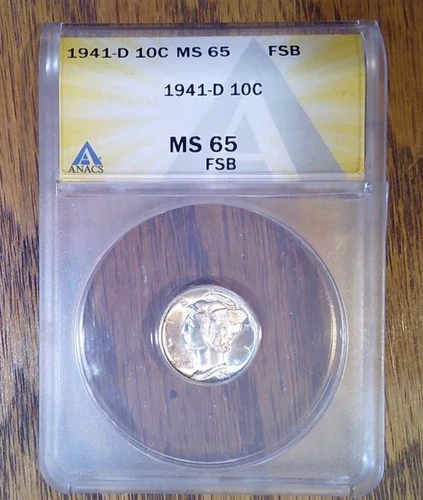 1941-D 10C MS 65 FSB
1941-D 10C
MS 65
FSB
ANACS